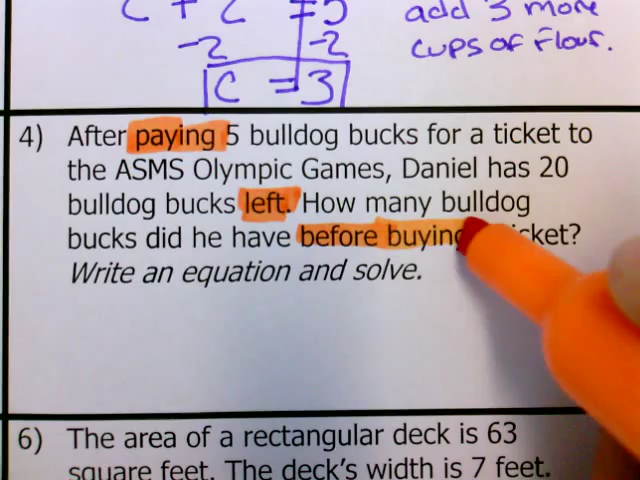 c + 2 = 5
-2 -2
c = 3
add 3 more
cups of flour.
4) After paying 5 bulldog bucks for a ticket to
the ASMS Olympic Games, Daniel has 20
bulldog bucks left. How many bulldog
bucks did he have before buying ticket?
Write an equation and solve.
6) The area of a rectangular deck is 63
square feet. The deck's width is 7 feet.